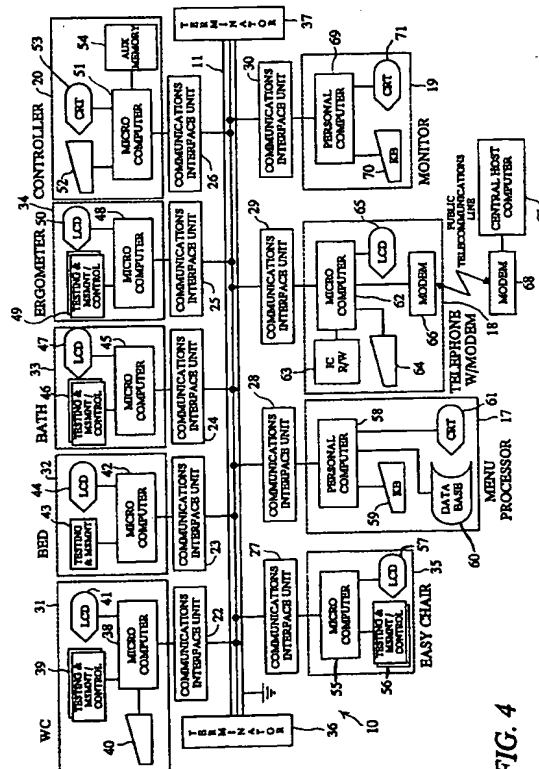 WC
31
39
TESTING &
MSMNT /
CONTROL
LCD
41
38
MICRO
COMPUTER
40
COMMUNICATIONS
INTERFACE UNIT
22
BED
32
44
43
TESTING
& MSMNT
LCD
42
MICRO
COMPUTER
COMMUNICATIONS
INTERFACE UNIT
23
BATH
33
47
46
TESTING &
MSMNT/
CONTROL
LCD
45
MICRO
COMPUTER
COMMUNICATIONS
INTERFACE UNIT
24
ERGOMETER
34
50
49
TESTING &
MSMNT/
CONTROL
LCD
48
MICRO
COMPUTER
COMMUNICATIONS
INTERFACE UNIT
25
CONTROLLER
20
53
CRT
51
AUX
MEMORY
54
52
MICRO
COMPUTER
COMMUNICATIONS
INTERFACE UNIT
26
TERMINATOR
36
11
TERMINATOR
37
10
27
COMMUNICATIONS
INTERFACE UNIT
55
MICRO
COMPUTER
56
TESTING &
MSMNT/
CONTROL
LCD
57
35
EASY CHAIR
28
COMMUNICATIONS
INTERFACE UNIT
PERSONAL
COMPUTER
58
59
KB
60
DATA
BASE
CRT
61
17
MENU
PROCESSOR
29
COMMUNICATIONS
INTERFACE UNIT
63
IC
R/W
MICRO
COMPUTER
62
LCD
65
64
MODEM
66
18
TELEPHONE
W/MODEM
30
COMMUNICATIONS
INTERFACE UNIT
69
PERSONAL
COMPUTER
70
KB
CRT
71
19
MONITOR
PUBLIC
TELECOMMUNICATIONS
LINE
MODEM
68
CENTRAL HOST
COMPUTER
FIG. 4